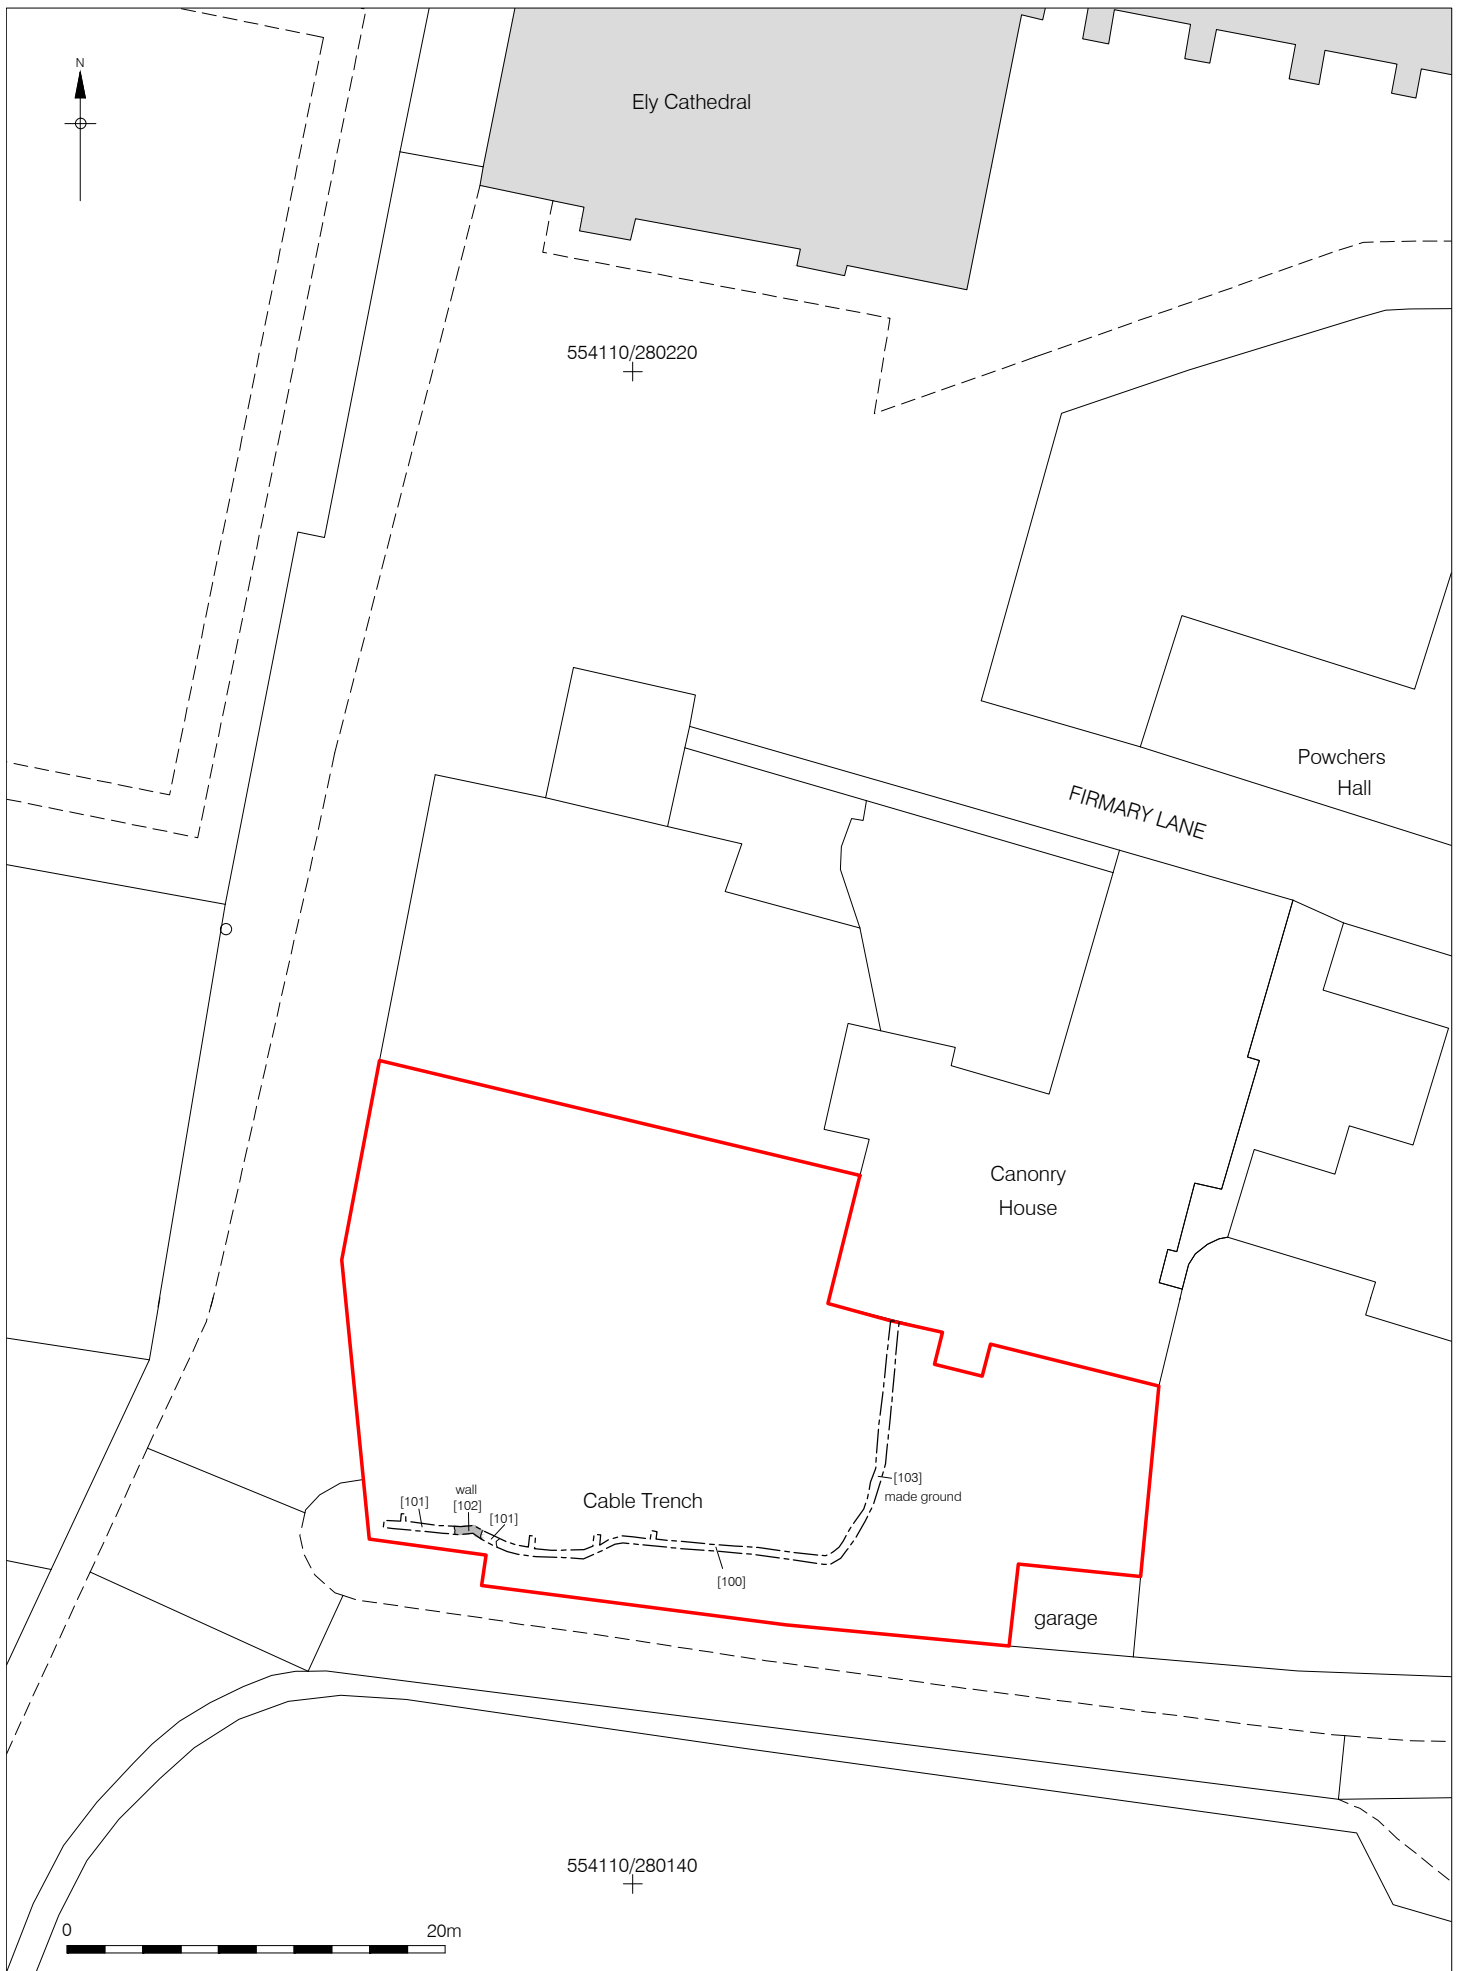 N
Ely Cathedral
554110/280220
Powchers
Hall
FIRMARY LANE
Canonry
House
[103]
made ground
wall
[102]
[101]
[101]
Cable Trench
[100]
garage
554110/280140
0 20m